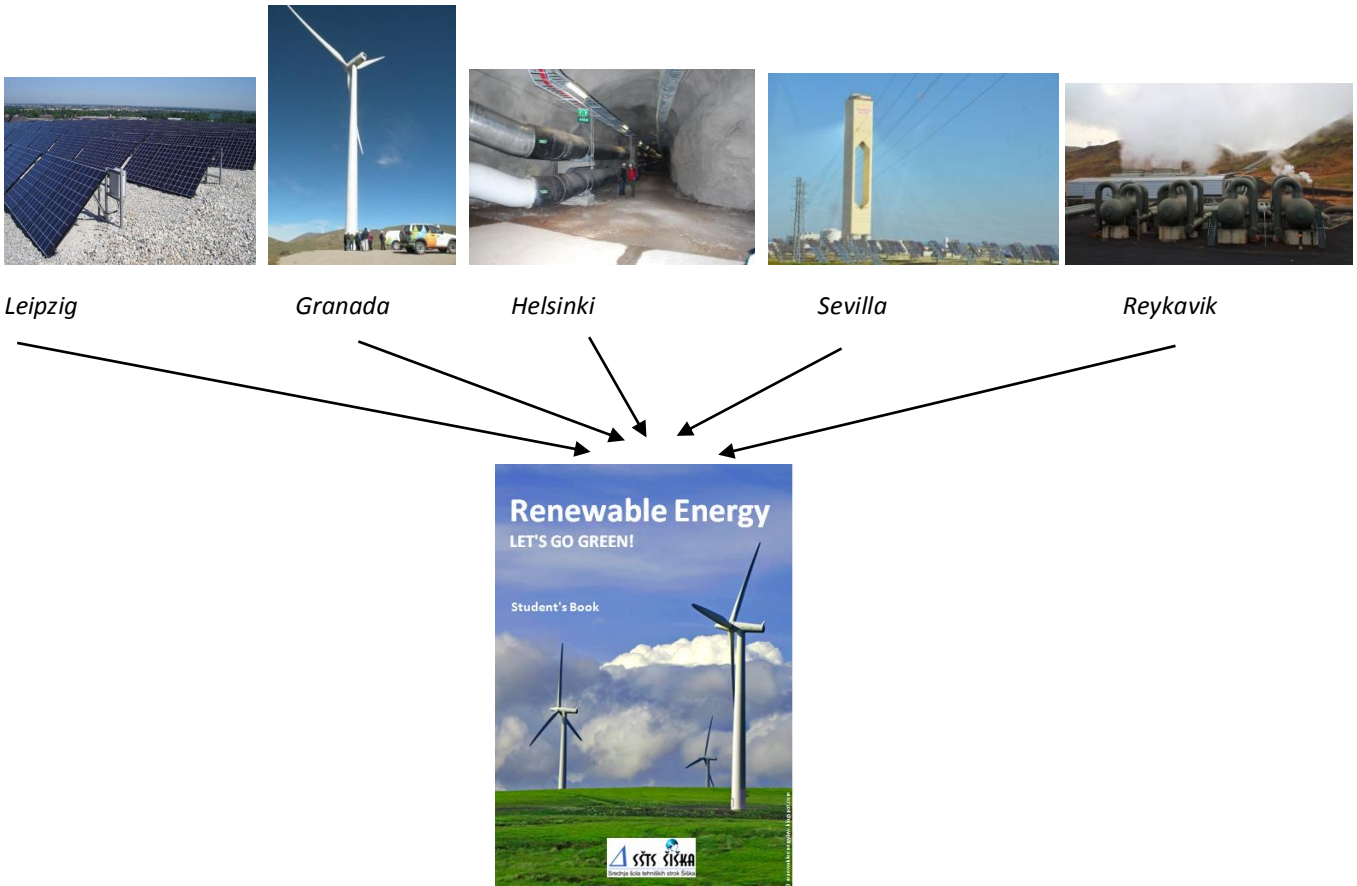 Leipzig
Granada
Helsinki
Sevilla
Reykavik
Renewable Energy
LET'S GO GREEN!
Student's Book
SŠTS ŠIŠKA
Srednja šola tehniških strok Šiška